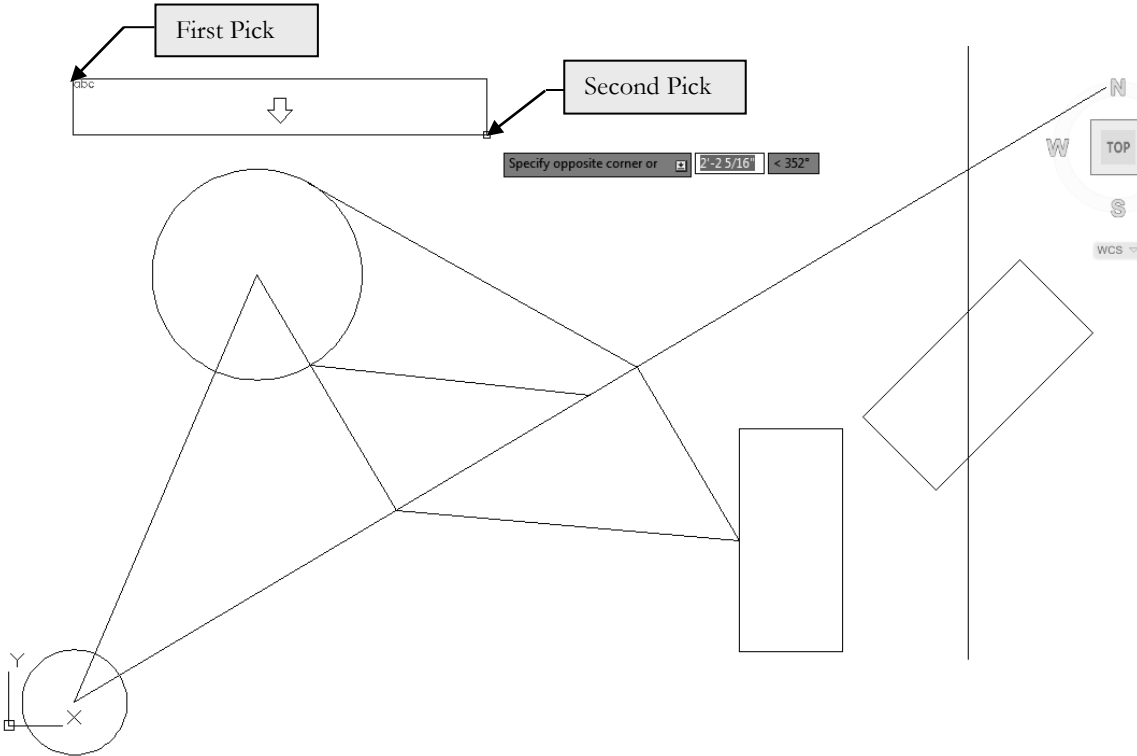 First Pick
abc
Second Pick
Specify opposite corner or 2'-2 5/16" < 352°
N
W
TOP
S
WCS
Y
X